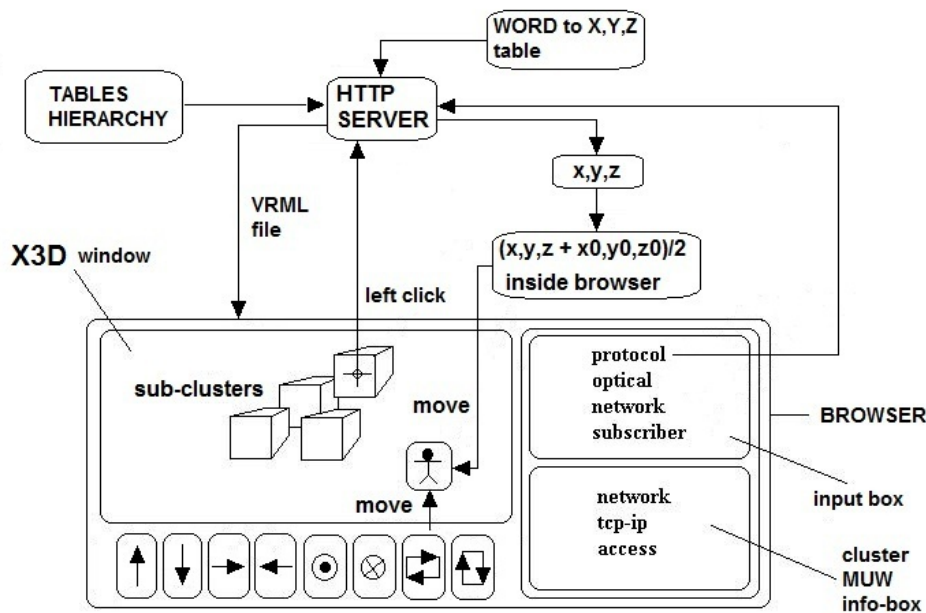 WORD to X,Y,Z
table
TABLES
HIERARCHY
HTTP
SERVER
x,y,z
VRML
file
X3D window
(x,y,z + x0,y0,z0)/2
inside browser
left click
sub-clusters
move
move
protocol
optical
network
subscriber
BROWSER
input box
network
tcp-ip
access
cluster
MUW
info-box